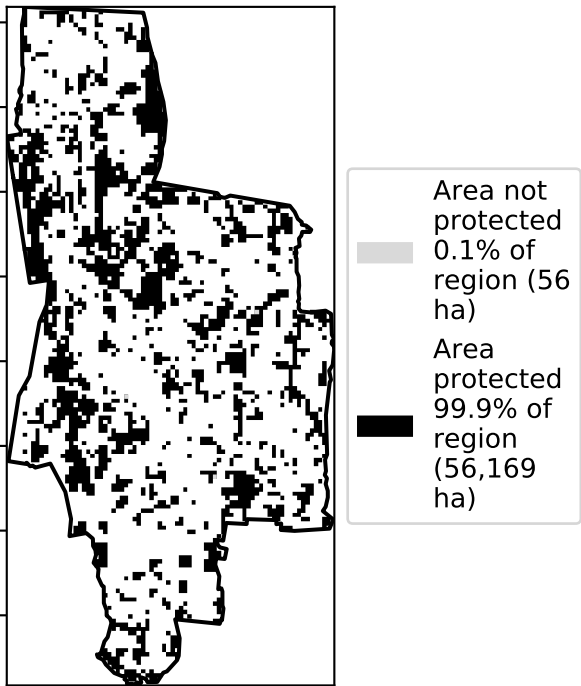 Area not
protected
0.1% of
region (56
ha)
Area
protected
99.9% of
region
(56,169
ha)